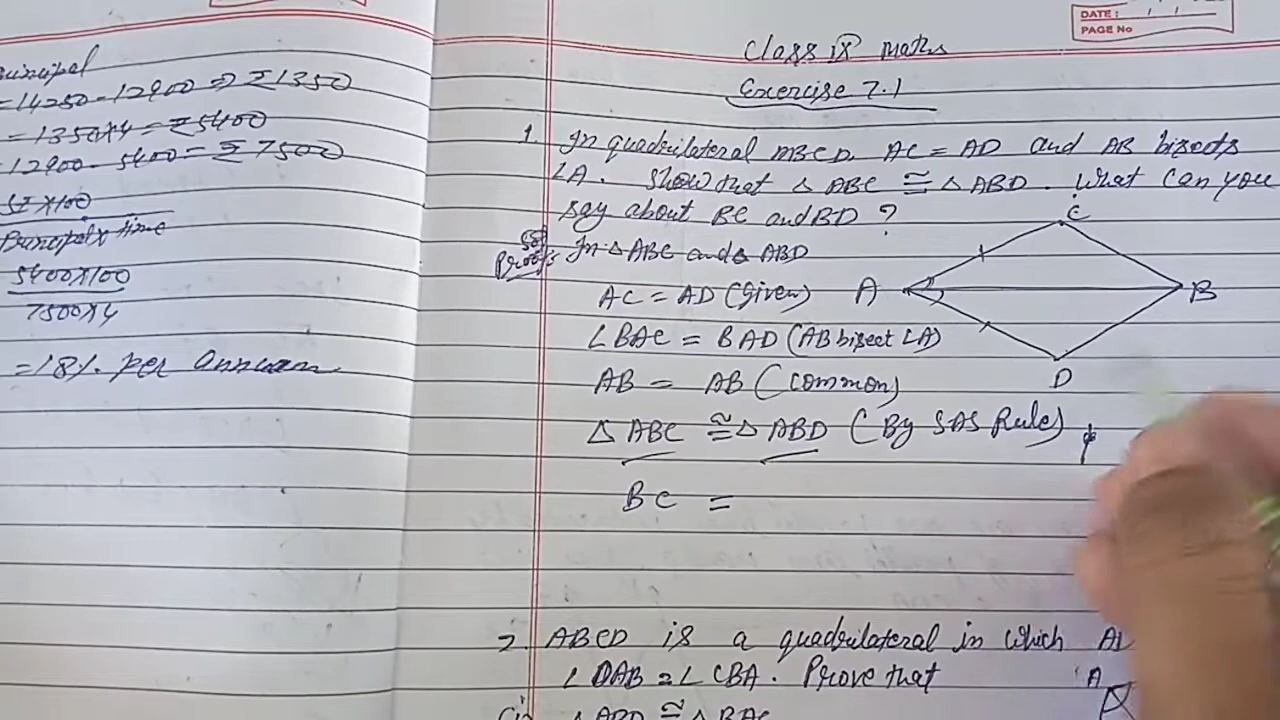 =14250-12900 ⇒ ₹1350
=1350×4=₹5400
12900-5400=₹7500
SI×100
Principal×time
5400×100
7500×4
=18%. per annum
DATE :
PAGE No
Class IX maths
Exercise 7.1
1. In quadrilateral ABCD. AC = AD and AB bisects
∠A. Show that △ ABC ≅ △ ABD. What can you
say about BC and BD ?
Sol
Proof:
In △ABC and △ ABD
AC = AD (Given)
∠BAC = BAD (AB bisect ∠A)
AB = AB (common)
△ ABC ≅ △ ABD (By SAS Rule)
BC =
A
C
B
D
2. ABCD is a quadrilateral in which
∠DAB = ∠CBA. Prove that
A
(i) △ ABD ≅ △ BAC